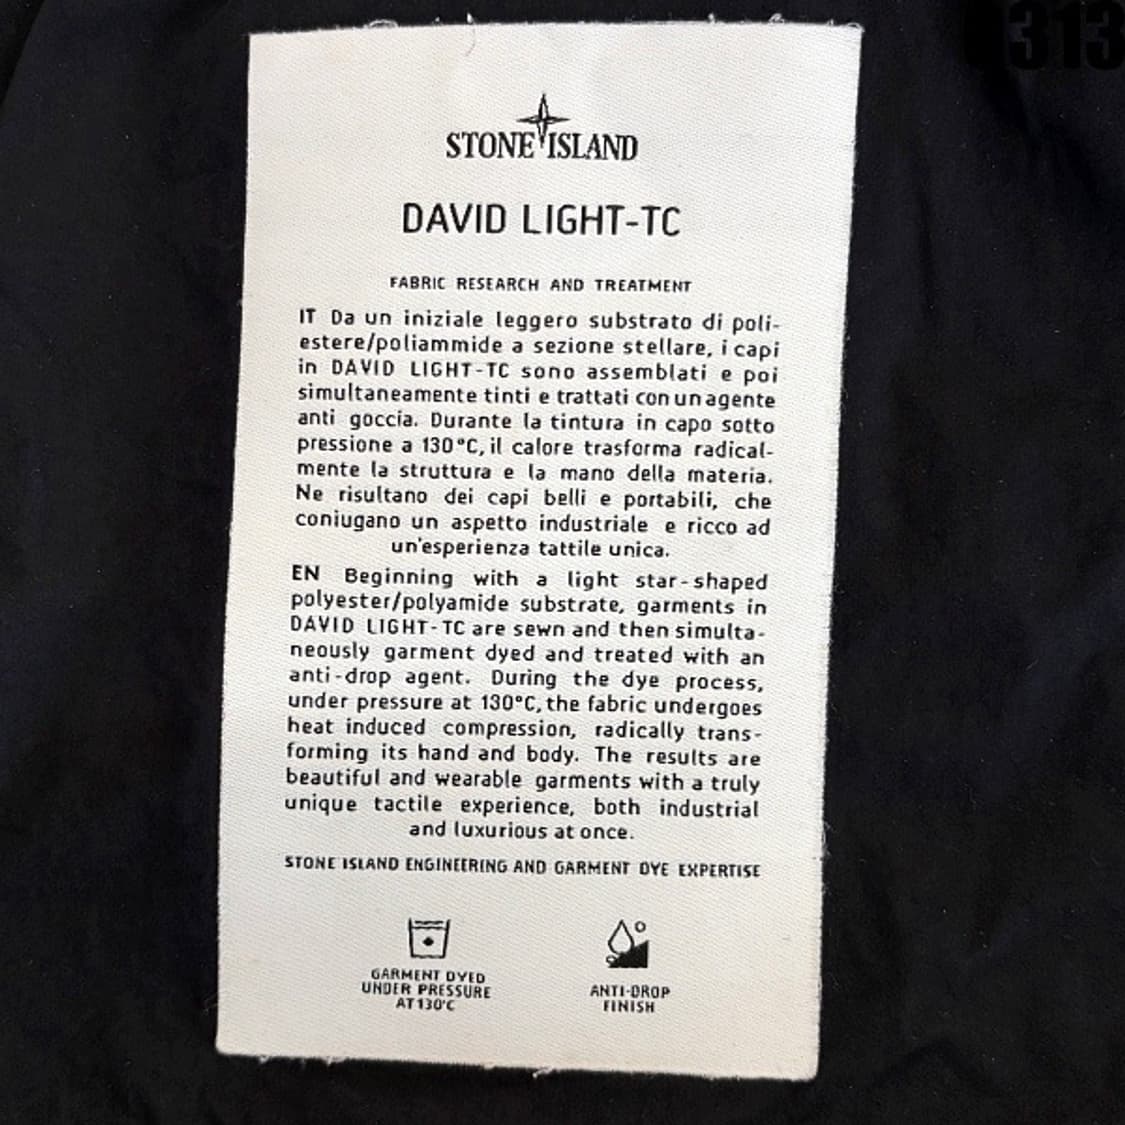 313
STONE ISLAND
DAVID LIGHT-TC
FABRIC RESEARCH AND TREATMENT
IT Da un iniziale leggero substrato di poli-
estere/poliammide a sezione stellare, i capi
in DAVID LIGHT-TC sono assemblati e poi
simultaneamente tinti e trattati con un agente
anti goccia. Durante la tintura in capo sotto
pressione a 130°C, il calore trasforma radical-
mente la struttura e la mano della materia.
Ne risultano dei capi belli e portabili, che
coniugano un aspetto industriale e ricco ad
un'esperienza tattile unica.
EN Beginning with a light star-shaped
polyester/polyamide substrate, garments in
DAVID LIGHT-TC are sewn and then simulta-
neously garment dyed and treated with an
anti-drop agent. During the dye process,
under pressure at 130°C, the fabric undergoes
heat induced compression, radically trans-
forming its hand and body. The results are
beautiful and wearable garments with a truly
unique tactile experience, both industrial
and luxurious at once.
STONE ISLAND ENGINEERING AND GARMENT DYE EXPERTISE
GARMENT DYED
UNDER PRESSURE
AT 130°C
ANTI-DROP
FINISH